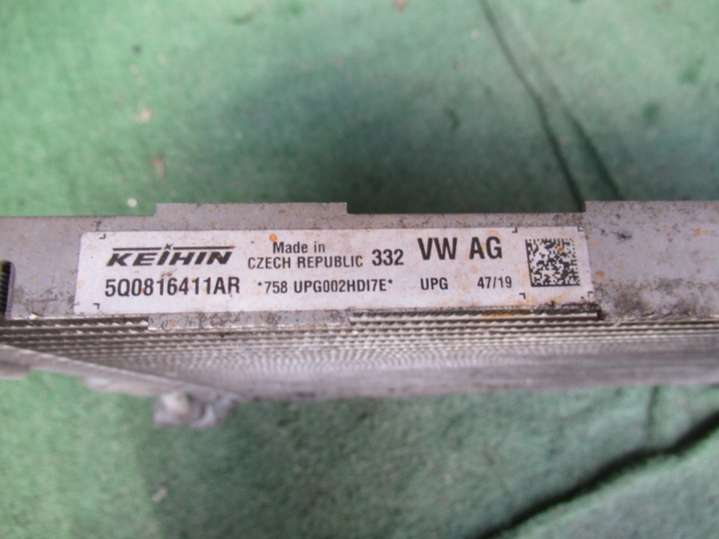 KEIHIN Made in CZECH REPUBLIC 332 VW AG
5Q0816411AR *758 UPG002HDI7E* UPG 47/19